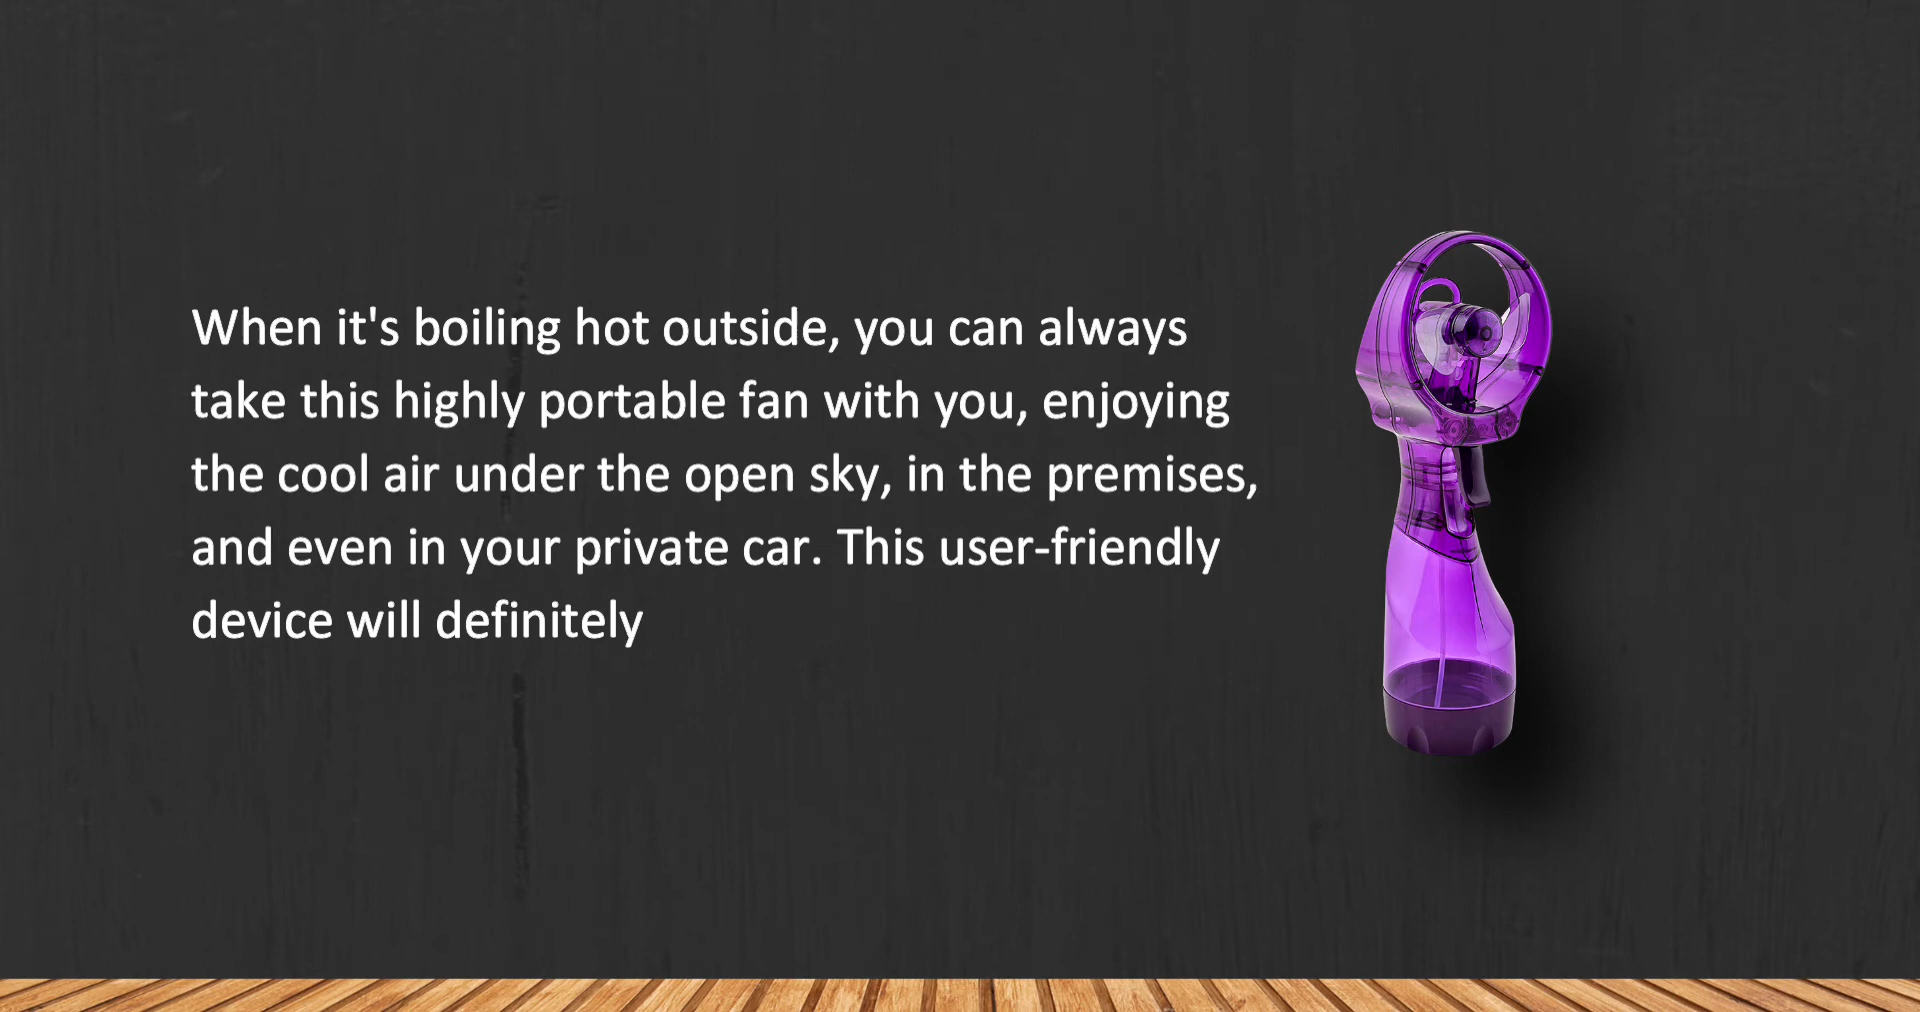 When it's boiling hot outside, you can always
take this highly portable fan with you, enjoying
the cool air under the open sky, in the premises,
and even in your private car. This user-friendly
device will definitely